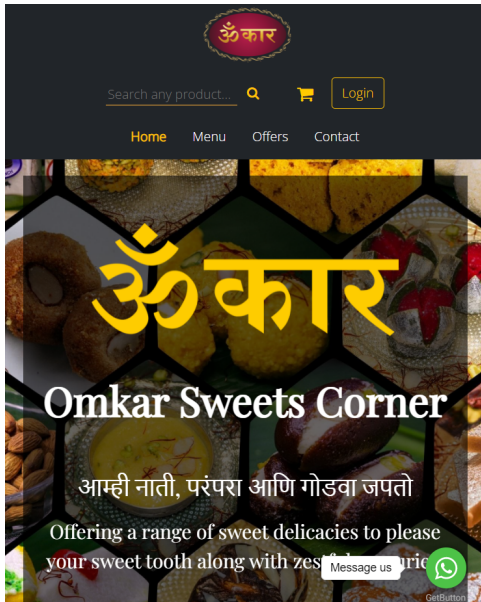 ॐकार
Search any product...
Login
Home Menu Offers Contact
ॐकार
Omkar Sweets Corner
आम्ही नाती, परंपरा आणि गोडवा जपतो
Offering a range of sweet delicacies to please
your sweet tooth along with
Message us
GetButton